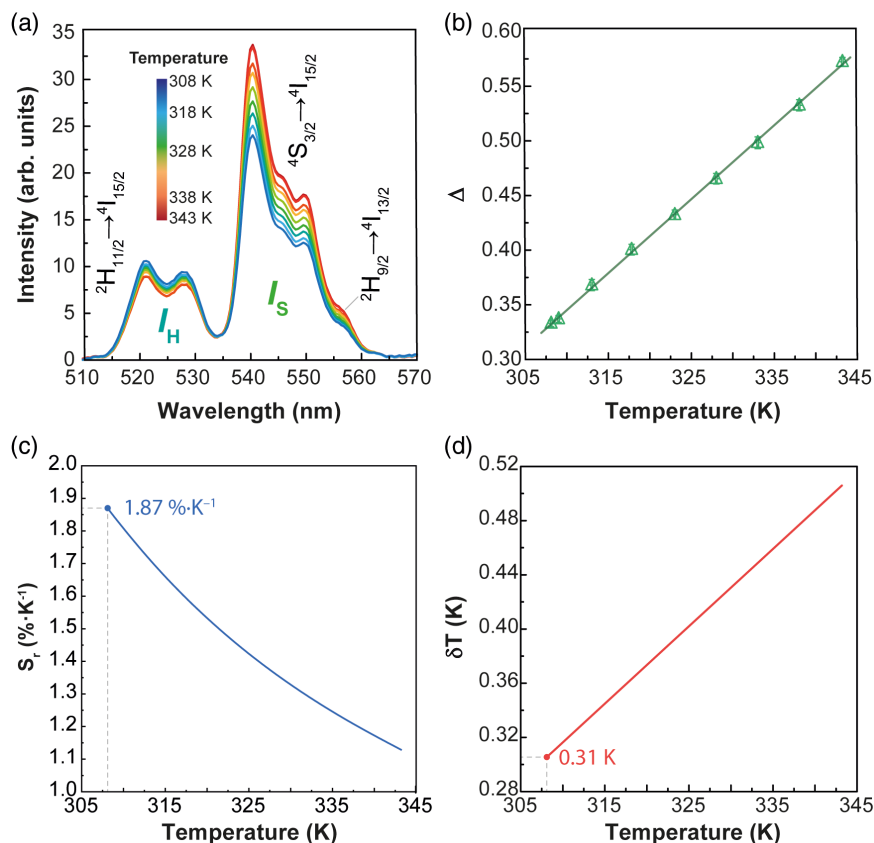 (a)
Intensity (arb. units)
35
30
25
20
15
10
5
0
Temperature
308 K
318 K
328 K
338 K
343 K
²H₁₁/₂→⁴I₁₅/₂
⁴S₃/₂→⁴I₁₅/₂
²H₉/₂→⁴I₁₃/₂
I_H
I_S
510 520 530 540 550 560 570
Wavelength (nm)
(b)
Δ
0.60
0.55
0.50
0.45
0.40
0.35
0.30
305 315 325 335 345
Temperature (K)
(c)
Sᵣ (%·K⁻¹)
2.0
1.9
1.8
1.7
1.6
1.5
1.4
1.3
1.2
1.1
1.0
1.87 %·K⁻¹
305 315 325 335 345
Temperature (K)
(d)
δT (K)
0.52
0.48
0.44
0.40
0.36
0.32
0.28
0.31 K
305 315 325 335 345
Temperature (K)